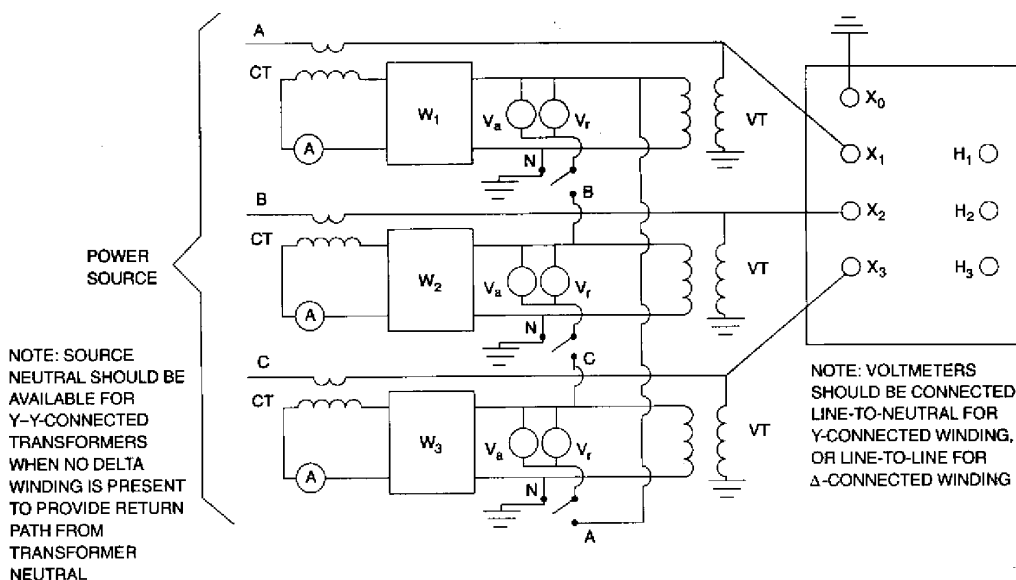 A
CT
W1
Va
Vr
VT
A
N
B
X0
X1
H1
X2
H2
X3
H3
B
CT
W2
Va
Vr
VT
A
N
C
POWER
SOURCE
C
CT
W3
Va
Vr
VT
A
N
A
NOTE: SOURCE
NEUTRAL SHOULD BE
AVAILABLE FOR
Y–Y-CONNECTED
TRANSFORMERS
WHEN NO DELTA
WINDING IS PRESENT
TO PROVIDE RETURN
PATH FROM
TRANSFORMER
NEUTRAL
NOTE: VOLTMETERS
SHOULD BE CONNECTED
LINE-TO-NEUTRAL FOR
Y-CONNECTED WINDING,
OR LINE-TO-LINE FOR
Δ-CONNECTED WINDING